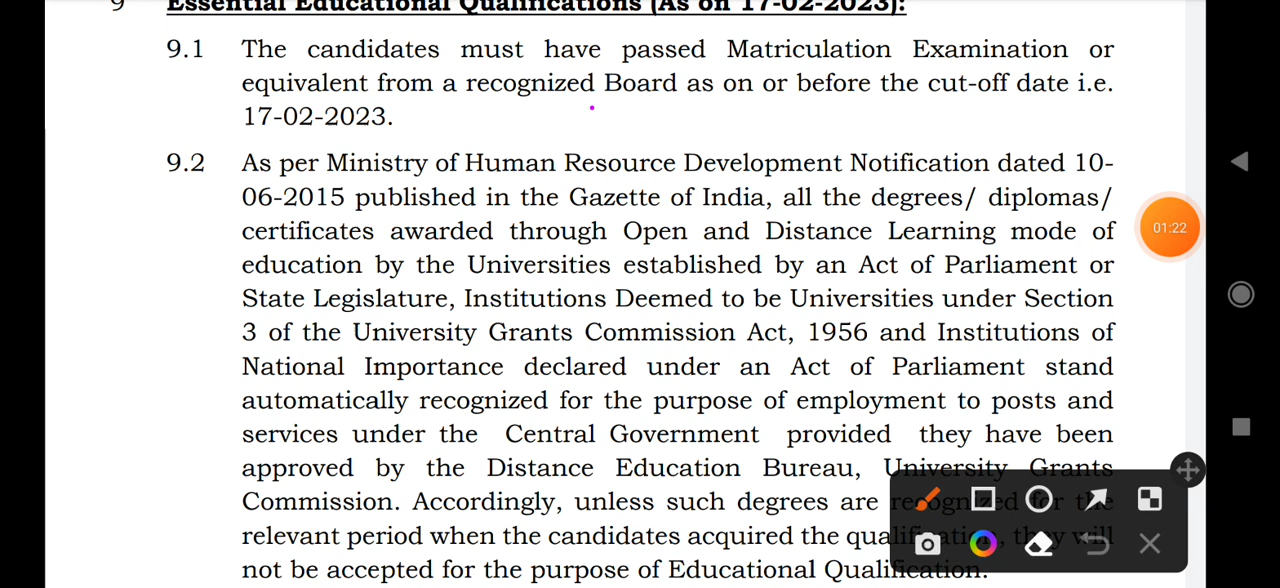 9 Essential Educational Qualifications (As on 17-02-2023):
9.1 The candidates must have passed Matriculation Examination or
equivalent from a recognized Board as on or before the cut-off date i.e.
17-02-2023.
9.2 As per Ministry of Human Resource Development Notification dated 10-
06-2015 published in the Gazette of India, all the degrees/ diplomas/
certificates awarded through Open and Distance Learning mode of
education by the Universities established by an Act of Parliament or
State Legislature, Institutions Deemed to be Universities under Section
3 of the University Grants Commission Act, 1956 and Institutions of
National Importance declared under an Act of Parliament stand
automatically recognized for the purpose of employment to posts and
services under the Central Government provided they have been
approved by the Distance Education Bureau, University Grants
Commission. Accordingly, unless such degrees are recognized for the
relevant period when the candidates acquired the qualification, they will
not be accepted for the purpose of Educational Qualification.
01:22